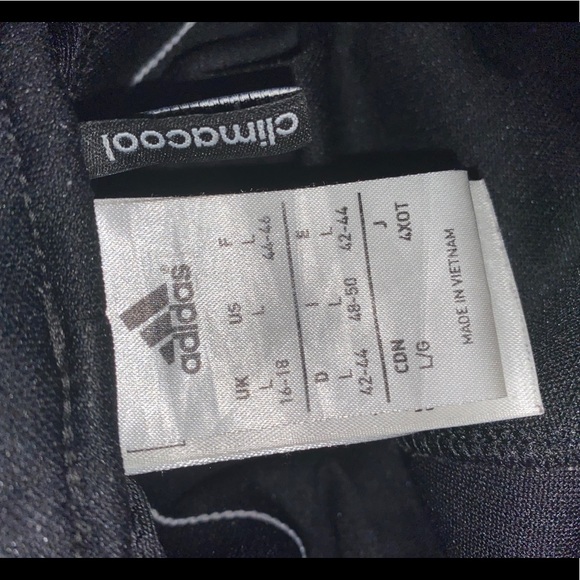 climacool
adidas®
UK US F
L L L
16-18 44-46
D I E
L L L
42-44 48-50 42-44
CDN J
L/G 4XOT
MADE IN VIETNAM